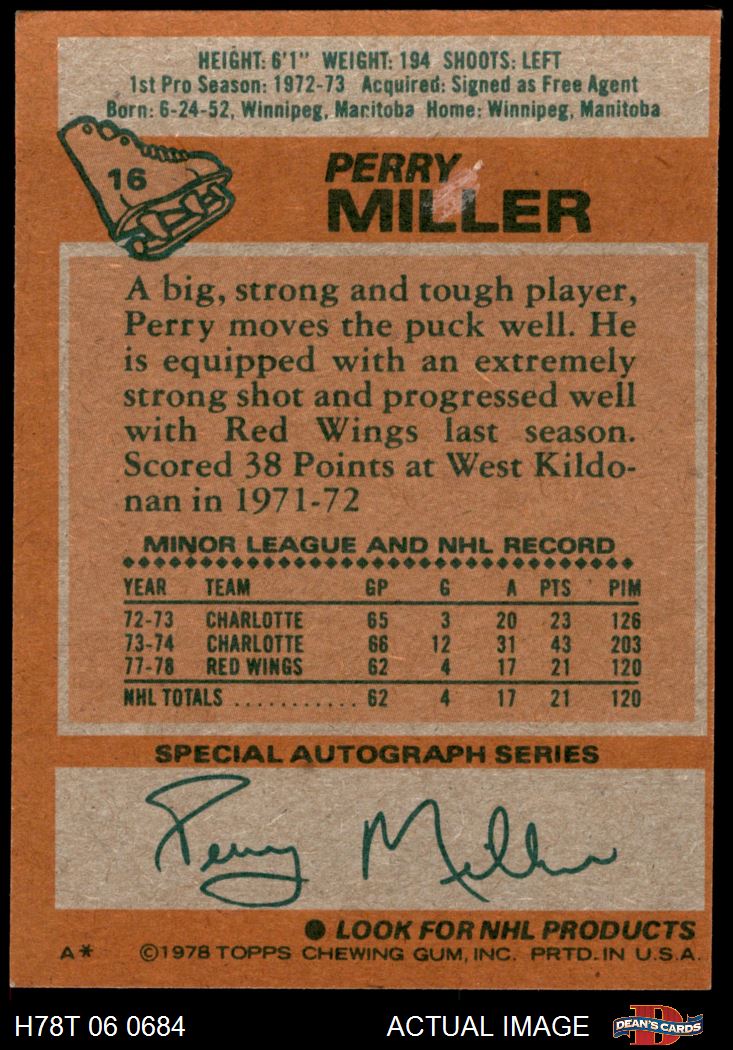 HEIGHT: 6'1" WEIGHT: 194 SHOOTS: LEFT
1st Pro Season: 1972-73 Acquired: Signed as Free Agent
Born: 6-24-52, Winnipeg, Maritoba Home: Winnipeg, Manitoba
16
PERRY
MILLER
A big, strong and tough player,
Perry moves the puck well. He
is equipped with an extremely
strong shot and progressed well
with Red Wings last season.
Scored 38 Points at West Kildo-
nan in 1971-72
MINOR LEAGUE AND NHL RECORD
YEAR TEAM GP G A PTS PIM
72-73 CHARLOTTE 65 3 20 23 126
73-74 CHARLOTTE 66 12 31 43 203
77-78 RED WINGS 62 4 17 21 120
NHL TOTALS ........... 62 4 17 21 120
SPECIAL AUTOGRAPH SERIES
Perry Miller
LOOK FOR NHL PRODUCTS
A* ©1978 TOPPS CHEWING GUM, INC. PRTD. IN U.S.A.
H78T 06 0684 ACTUAL IMAGE D DEAN'S CARDS